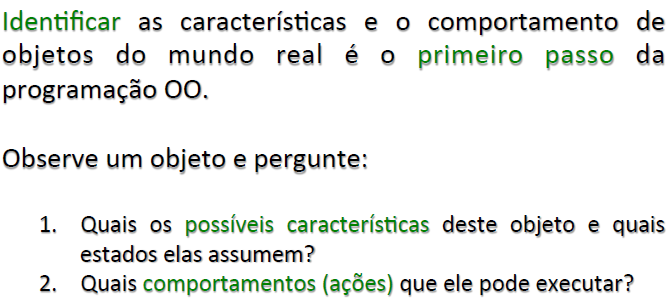 Identificar as características e o comportamento de
objetos do mundo real é o primeiro passo da
programação OO.
Observe um objeto e pergunte:
1. Quais os possíveis características deste objeto e quais
estados elas assumem?
2. Quais comportamentos (ações) que ele pode executar?